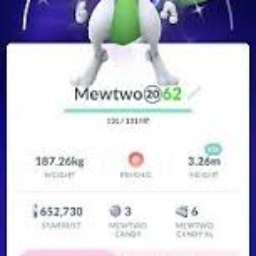 Mewtwo⑳62
131 / 131 HP
187.26kg
3.26m
WEIGHT
PSYCHIC
HEIGHT
652,730
3
6
STARDUST
MEWTWO
CANDY
MEWTWO
CANDY XL